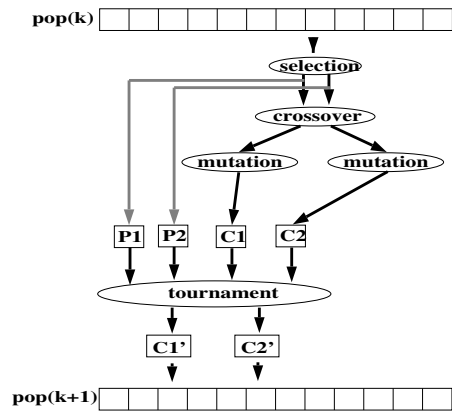 pop(k)
selection
crossover
mutation mutation
P1 P2 C1 C2
tournament
C1' C2'
pop(k+1)